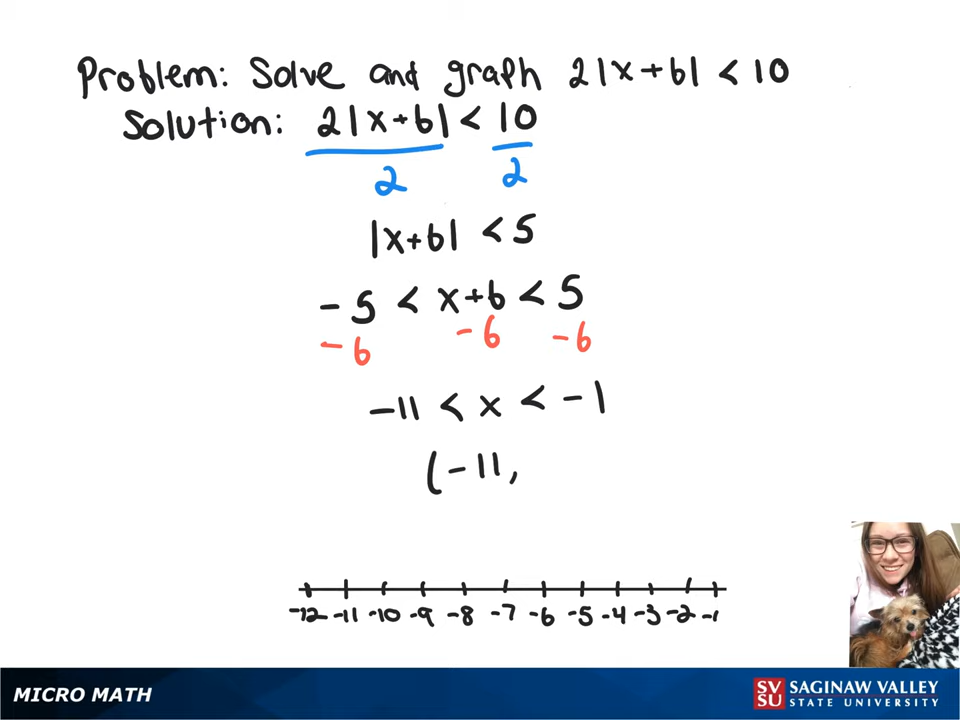 Problem: Solve and graph 2|x+6| < 10
Solution: 2|x+6| < 10
2 2
|x+6| < 5
-5 < x+6 < 5
-6 -6 -6
-11 < x < -1
(-11,
-12 -11 -10 -9 -8 -7 -6 -5 -4 -3 -2 -1
MICRO MATH
SV SU SAGINAW VALLEY
STATE UNIVERSITY